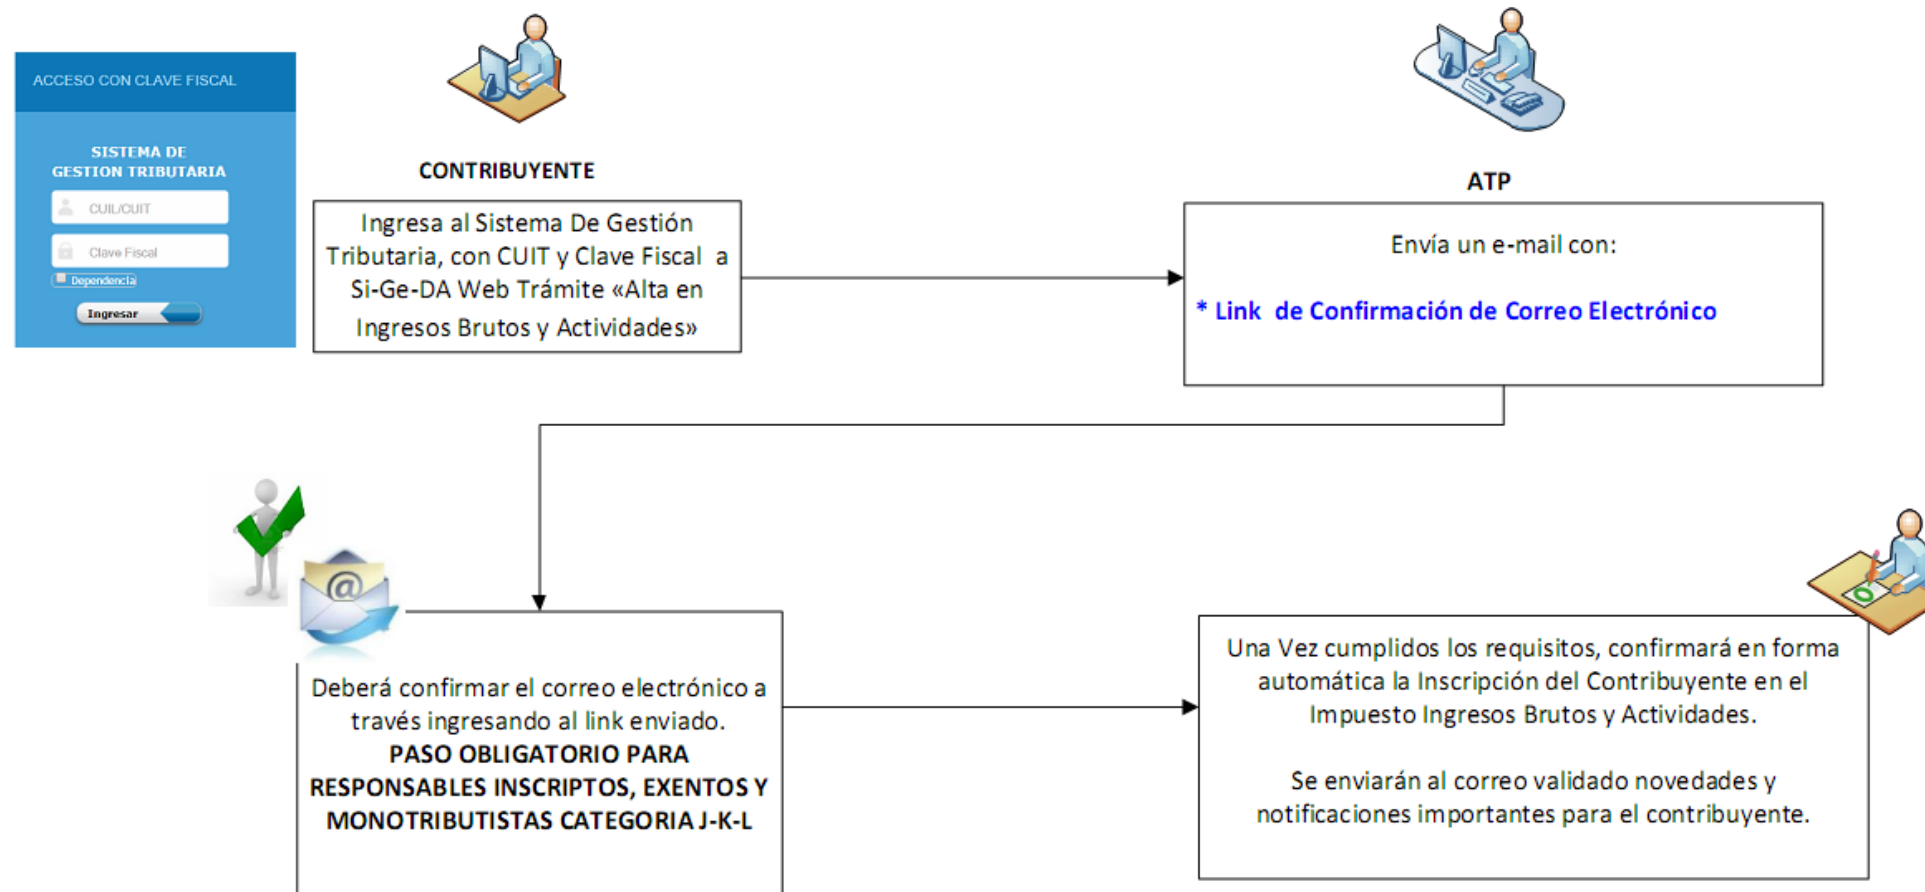 ACCESO CON CLAVE FISCAL
SISTEMA DE
GESTION TRIBUTARIA
CUIL/CUIT
Clave Fiscal
Dependencia
Ingresar
CONTRIBUYENTE
Ingresa al Sistema De Gestión
Tributaria, con CUIT y Clave Fiscal a
Si-Ge-DA Web Trámite «Alta en
Ingresos Brutos y Actividades»
ATP
Envía un e-mail con:
* Link de Confirmación de Correo Electrónico
Deberá confirmar el correo electrónico a
través ingresando al link enviado.
PASO OBLIGATORIO PARA
RESPONSABLES INSCRIPTOS, EXENTOS Y
MONOTRIBUTISTAS CATEGORIA J-K-L
Una Vez cumplidos los requisitos, confirmará en forma
automática la Inscripción del Contribuyente en el
Impuesto Ingresos Brutos y Actividades.
Se enviarán al correo validado novedades y
notificaciones importantes para el contribuyente.